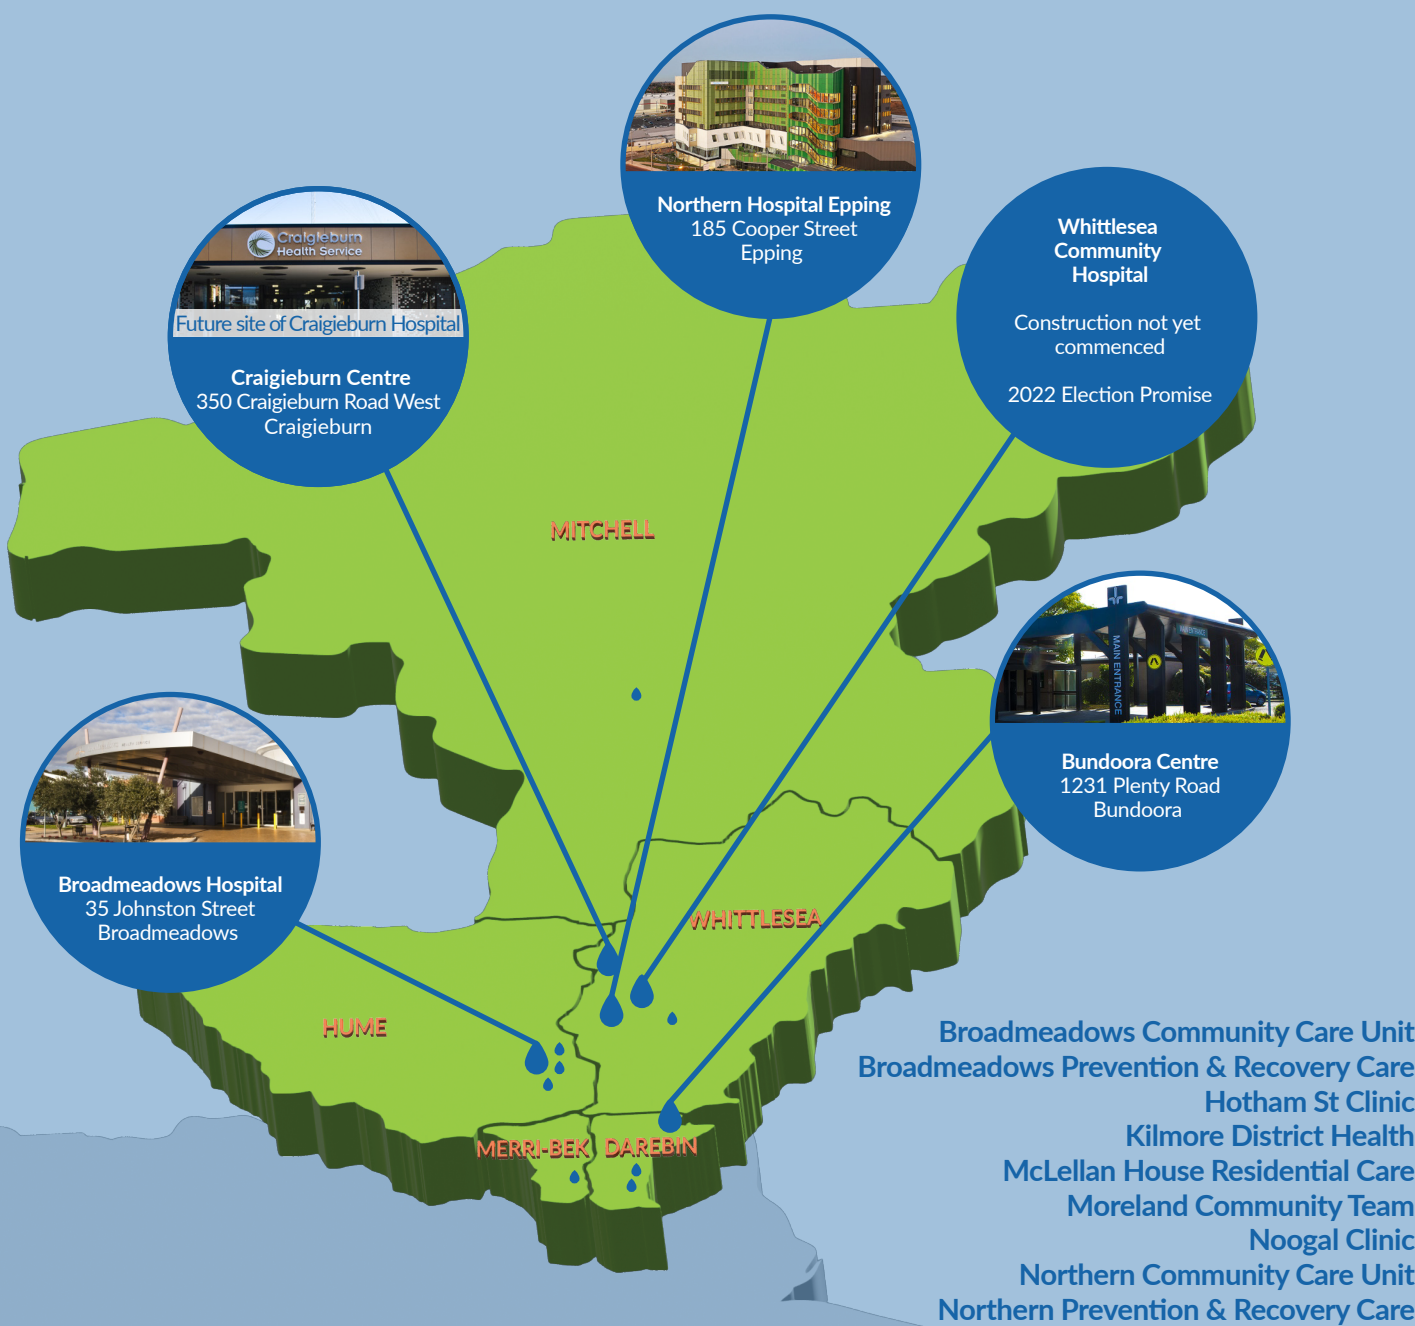 Northern Hospital Epping
185 Cooper Street
Epping
Whittlesea
Community
Hospital
Construction not yet
commenced
2022 Election Promise
Craigieburn
Health Service
Future site of Craigieburn Hospital
Craigieburn Centre
350 Craigieburn Road West
Craigieburn
MITCHELL
MAIN ENTRANCE
MAIN ENTRANCE
Bundoora Centre
1231 Plenty Road
Bundoora
Broadmeadows Hospital
35 Johnston Street
Broadmeadows
WHITTLESEA
HUME
MERRI-BEK
DAREBIN
Broadmeadows Community Care Unit
Broadmeadows Prevention & Recovery Care
Hotham St Clinic
Kilmore District Health
McLellan House Residential Care
Moreland Community Team
Noogal Clinic
Northern Community Care Unit
Northern Prevention & Recovery Care